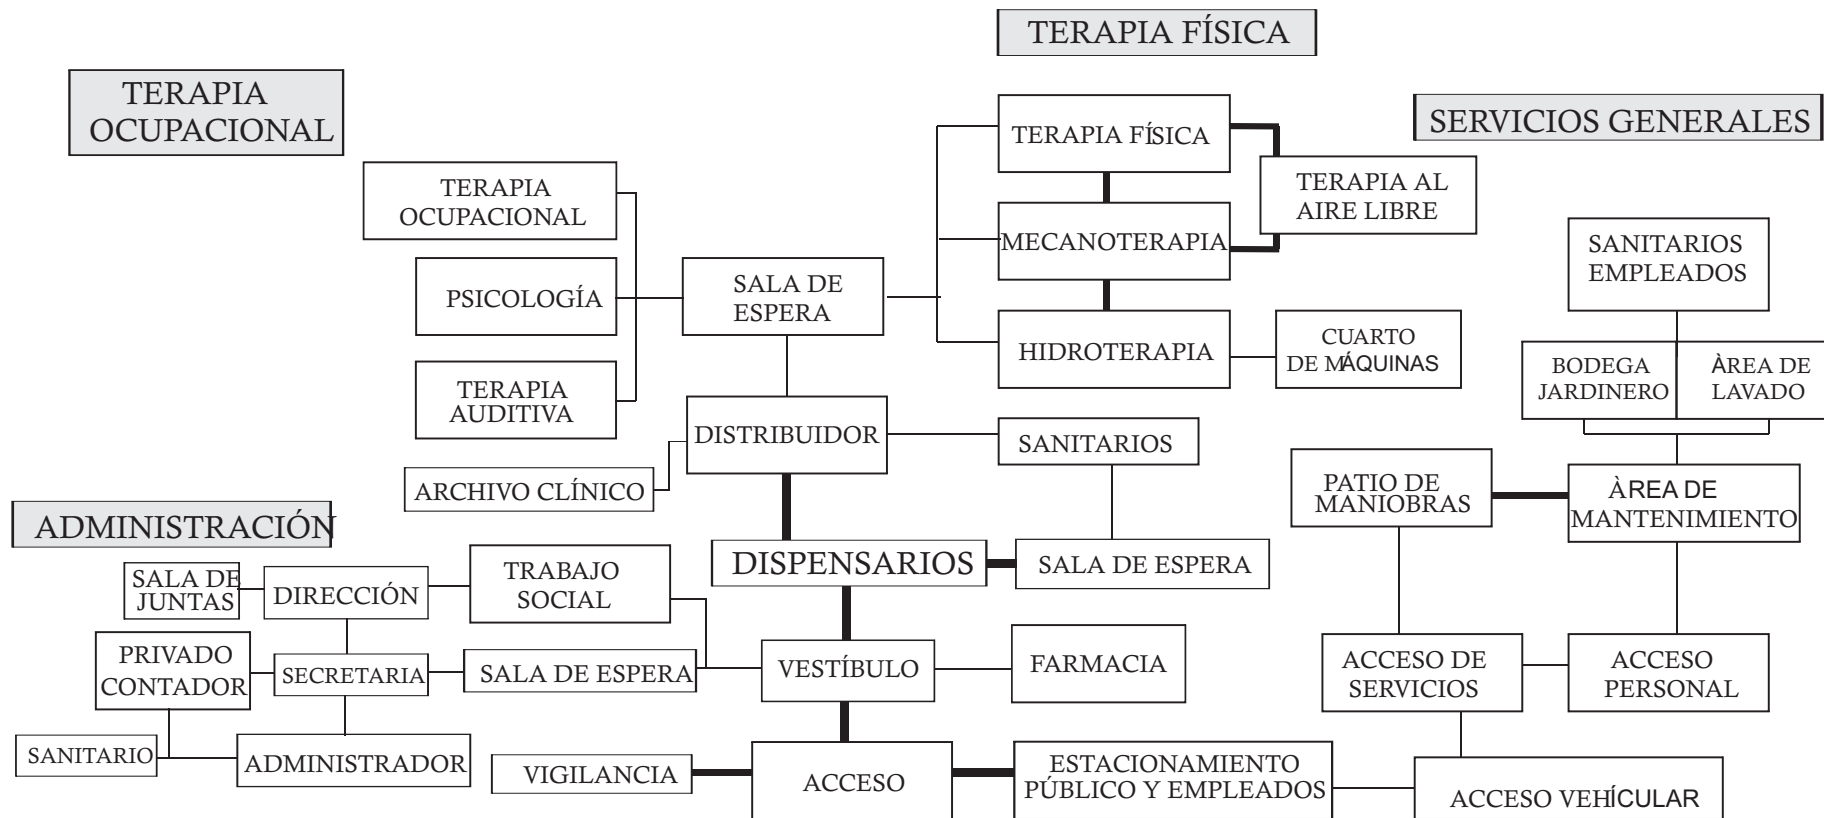 TERAPIA FÍSICA
TERAPIA
OCUPACIONAL
SERVICIOS GENERALES
TERAPIA FÍSICA
TERAPIA AL
AIRE LIBRE
TERAPIA
OCUPACIONAL
MECANOTERAPIA
SANITARIOS
EMPLEADOS
PSICOLOGÍA
SALA DE
ESPERA
HIDROTERAPIA
CUARTO
DE MÁQUINAS
BODEGA
JARDINERO
ÀREA DE
LAVADO
TERAPIA
AUDITIVA
DISTRIBUIDOR
SANITARIOS
ARCHIVO CLÍNICO
PATIO DE
MANIOBRAS
ÀREA DE
MANTENIMIENTO
ADMINISTRACIÓN
DISPENSARIOS
SALA DE ESPERA
SALA DE
JUNTAS
DIRECCIÓN
TRABAJO
SOCIAL
PRIVADO
CONTADOR
SECRETARIA
SALA DE ESPERA
VESTÍBULO
FARMACIA
ACCESO DE
SERVICIOS
ACCESO
PERSONAL
SANITARIO
ADMINISTRADOR
VIGILANCIA
ACCESO
ESTACIONAMIENTO
PÚBLICO Y EMPLEADOS
ACCESO VEHÍCULAR